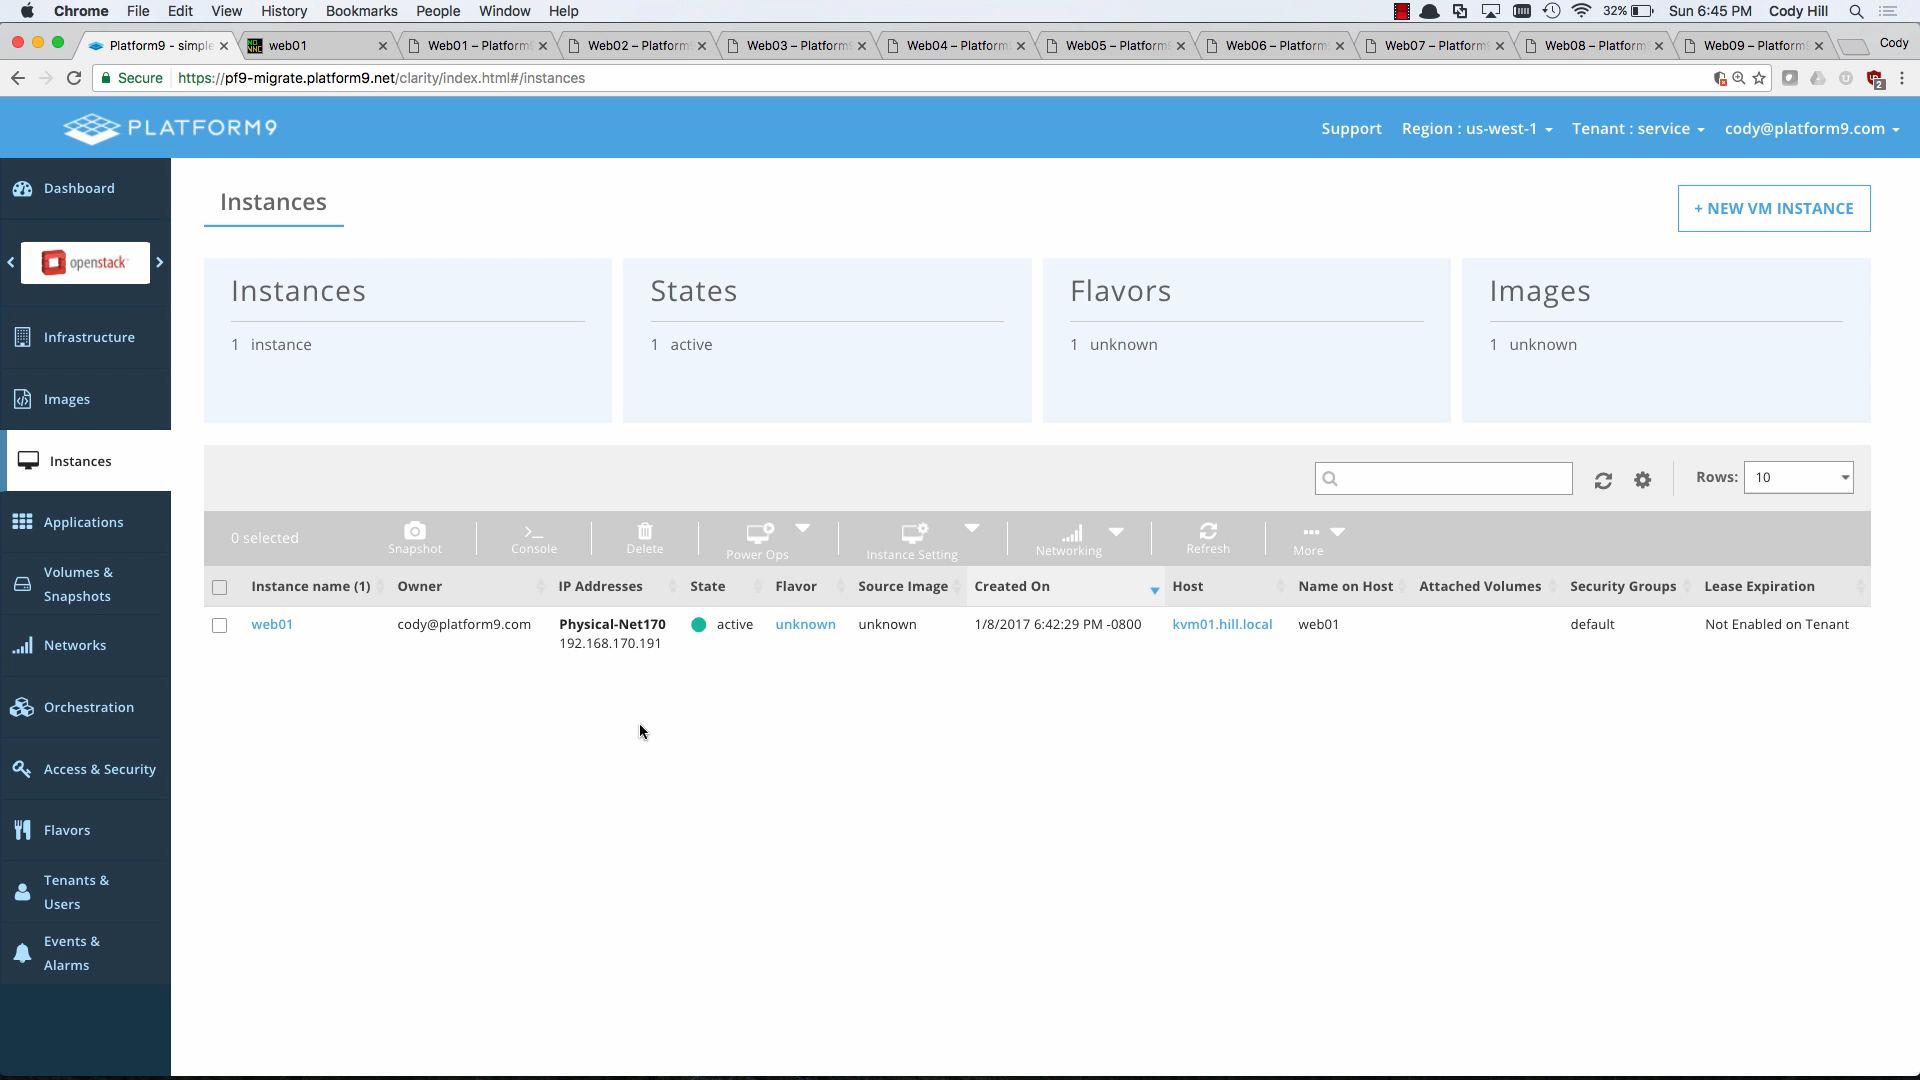 Chrome File Edit View History Bookmarks People Window Help 32% Sun 6:45 PM Cody Hill
Platform9 - simple web01 Web01 – Platform Web02 – Platform Web03 – Platform Web04 – Platform Web05 – Platform Web06 – Platform Web07 – Platform Web08 – Platform Web09 – Platform Cody
Secure https://pf9-migrate.platform9.net/clarity/index.html#/instances 2
PLATFORM9 Support Region : us-west-1 Tenant : service cody@platform9.com
Dashboard
openstack
Infrastructure
Images
Instances
Applications
Volumes &
Snapshots
Networks
Orchestration
Access & Security
Flavors
Tenants &
Users
Events &
Alarms
Instances
+ NEW VM INSTANCE
Instances
1 instance
States
1 active
Flavors
1 unknown
Images
1 unknown
Rows: 10
0 selected Snapshot Console Delete Power Ops Instance Setting Networking Refresh More
Instance name (1) Owner IP Addresses State Flavor Source Image Created On Host Name on Host Attached Volumes Security Groups Lease Expiration
web01 cody@platform9.com Physical-Net170 active unknown unknown 1/8/2017 6:42:29 PM -0800 kvm01.hill.local web01 default Not Enabled on Tenant
192.168.170.191